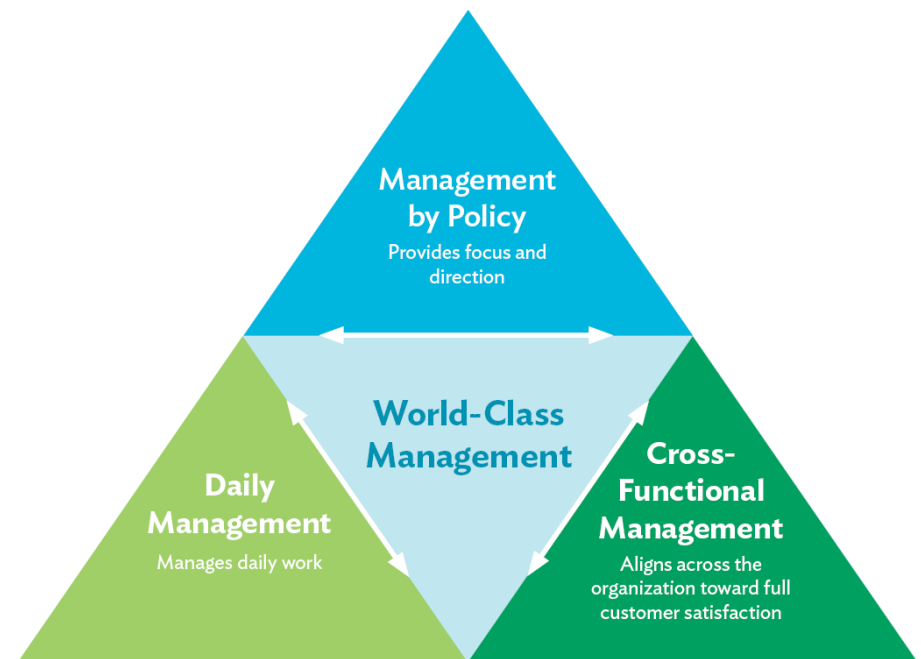 Management
by Policy
Provides focus and
direction
World-Class
Management
Daily
Management
Manages daily work
Cross-
Functional
Management
Aligns across the
organization toward full
customer satisfaction